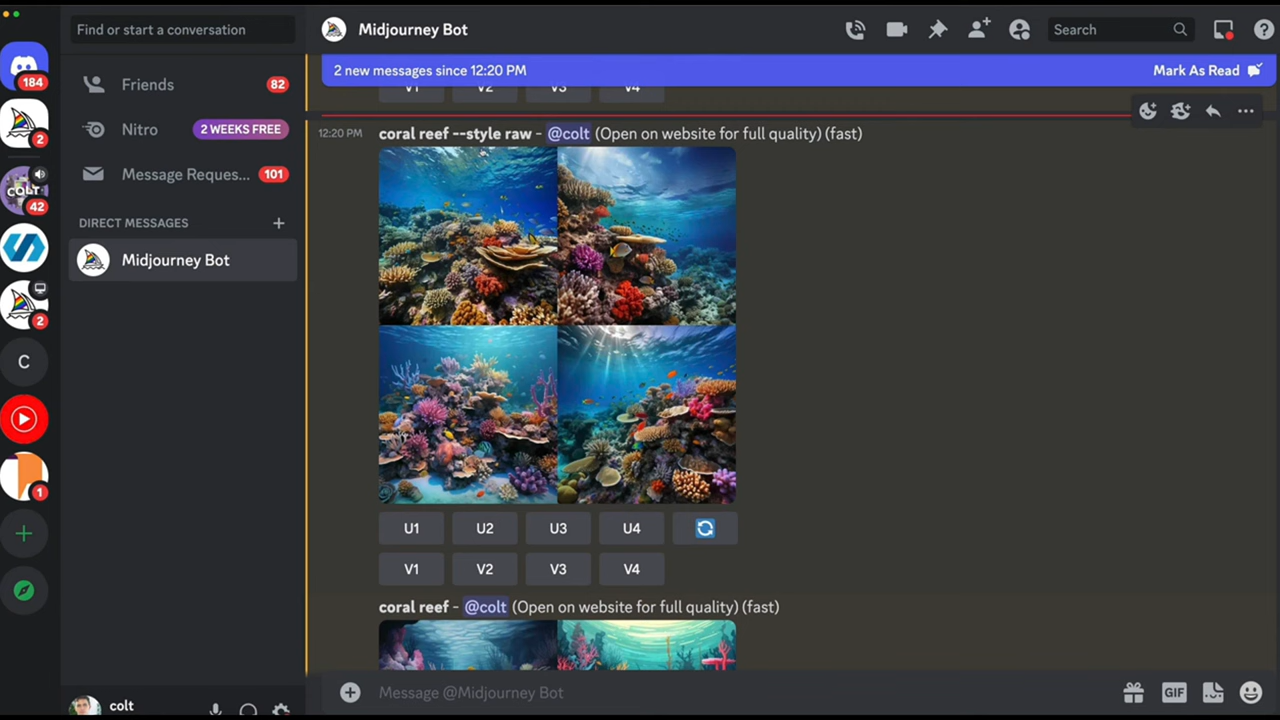 Find or start a conversation
Midjourney Bot
Search
184
2
COLT
42
2
1
C
Friends
82
Nitro
2 WEEKS FREE
Message Reques...
101
DIRECT MESSAGES
Midjourney Bot
colt
2 new messages since 12:20 PM
Mark As Read
V1 V2 V3 V4
12:20 PM
coral reef --style raw - @colt (Open on website for full quality) (fast)
U1 U2 U3 U4
V1 V2 V3 V4
coral reef - @colt (Open on website for full quality) (fast)
Message @Midjourney Bot
GIF